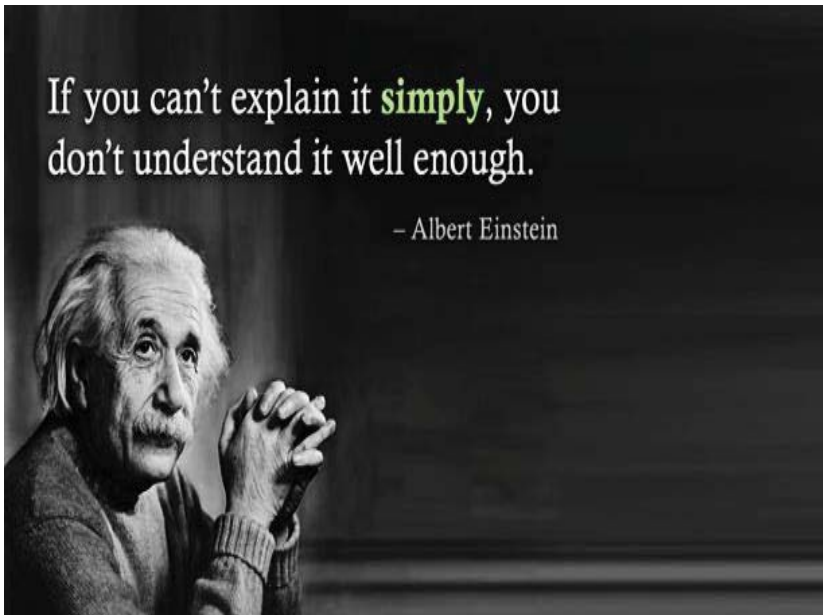 If you can’t explain it simply, you
don’t understand it well enough.
– Albert Einstein